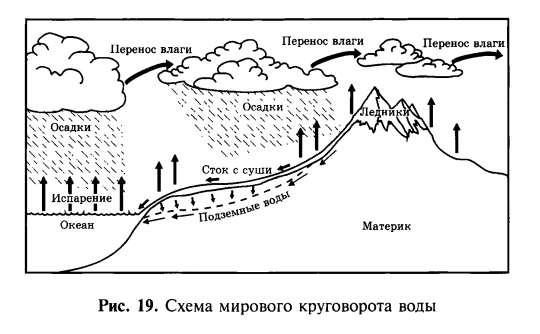 Перенос влаги
Перенос влаги
Перенос влаги
Осадки
Осадки
Ледники
Сток с суши
Испарение
Подземные воды
Океан
Материк
Рис. 19. Схема мирового круговорота воды